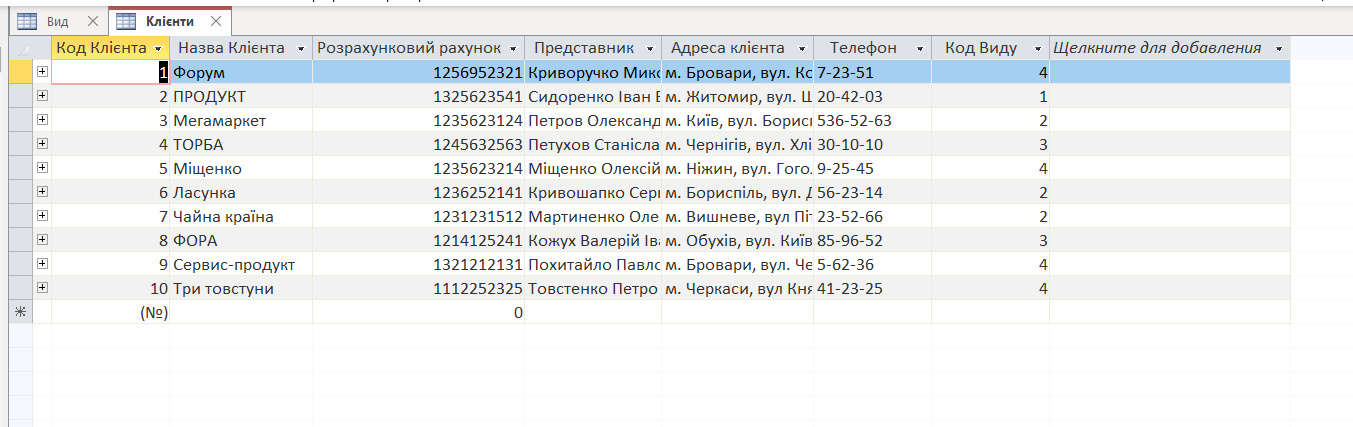 Вид Клієнти
Код Клієнта Назва Клієнта Розрахунковий рахунок Представник Адреса клієнта Телефон Код Виду Щелкните для добавления
1 Форум 1256952321 Криворучко Мико м. Бровари, вул. Ко 7-23-51 4
2 ПРОДУКТ 1325623541 Сидоренко Іван В м. Житомир, вул. Ш 20-42-03 1
3 Мегамаркет 1235623124 Петров Олександ м. Київ, вул. Борисп 536-52-63 2
4 ТОРБА 1245632563 Петухов Станісла м. Чернігів, вул. Хлі 30-10-10 3
5 Міщенко 1235623214 Міщенко Олексій м. Ніжин, вул. Гогол 9-25-45 4
6 Ласунка 1236252141 Кривошапко Серг м. Бориспіль, вул. Д 56-23-14 2
7 Чайна країна 1231231512 Мартиненко Оле м. Вишневе, вул Піт 23-52-66 2
8 ФОРА 1214125241 Кожух Валерій Іва м. Обухів, вул. Київ 85-96-52 3
9 Сервис-продукт 1321212131 Похитайло Павло м. Бровари, вул. Че 5-62-36 4
10 Три товстуни 1112252325 Товстенко Петро м. Черкаси, вул Кня 41-23-25 4
(№) 0